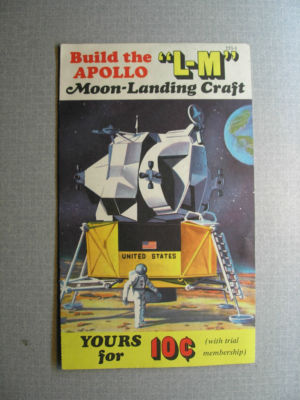 Build the "L-M"
APOLLO
Moon-Landing Craft
UNITED STATES
YOURS for 10¢ (with trial membership)